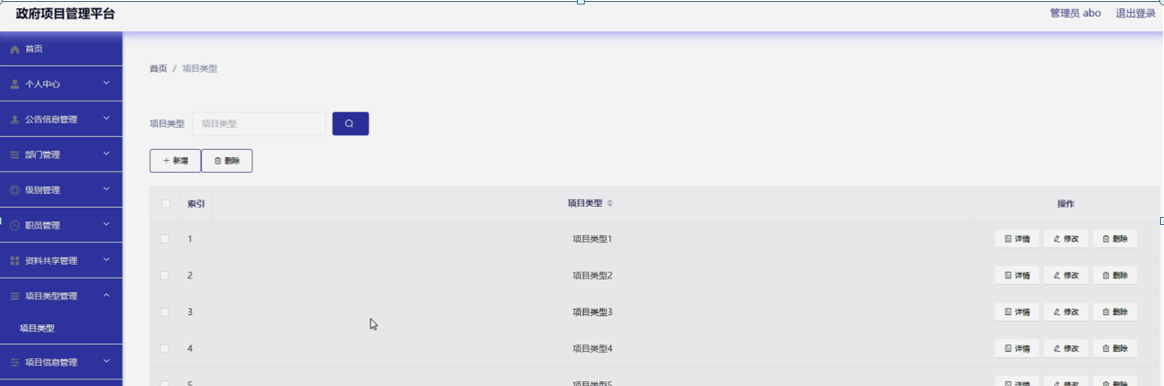 政府项目管理平台
管理员 abo 退出登录
首页
个人中心
公告信息管理
部门管理
级别管理
职员管理
资料共享管理
项目类型管理
项目类型
项目信息管理
首页 / 项目类型
项目类型 项目类型
新增 删除
索引 项目类型 操作
1 项目类型1 详情 修改 删除
2 项目类型2 详情 修改 删除
3 项目类型3 详情 修改 删除
4 项目类型4 详情 修改 删除
5 项目类型5 详情 修改 删除